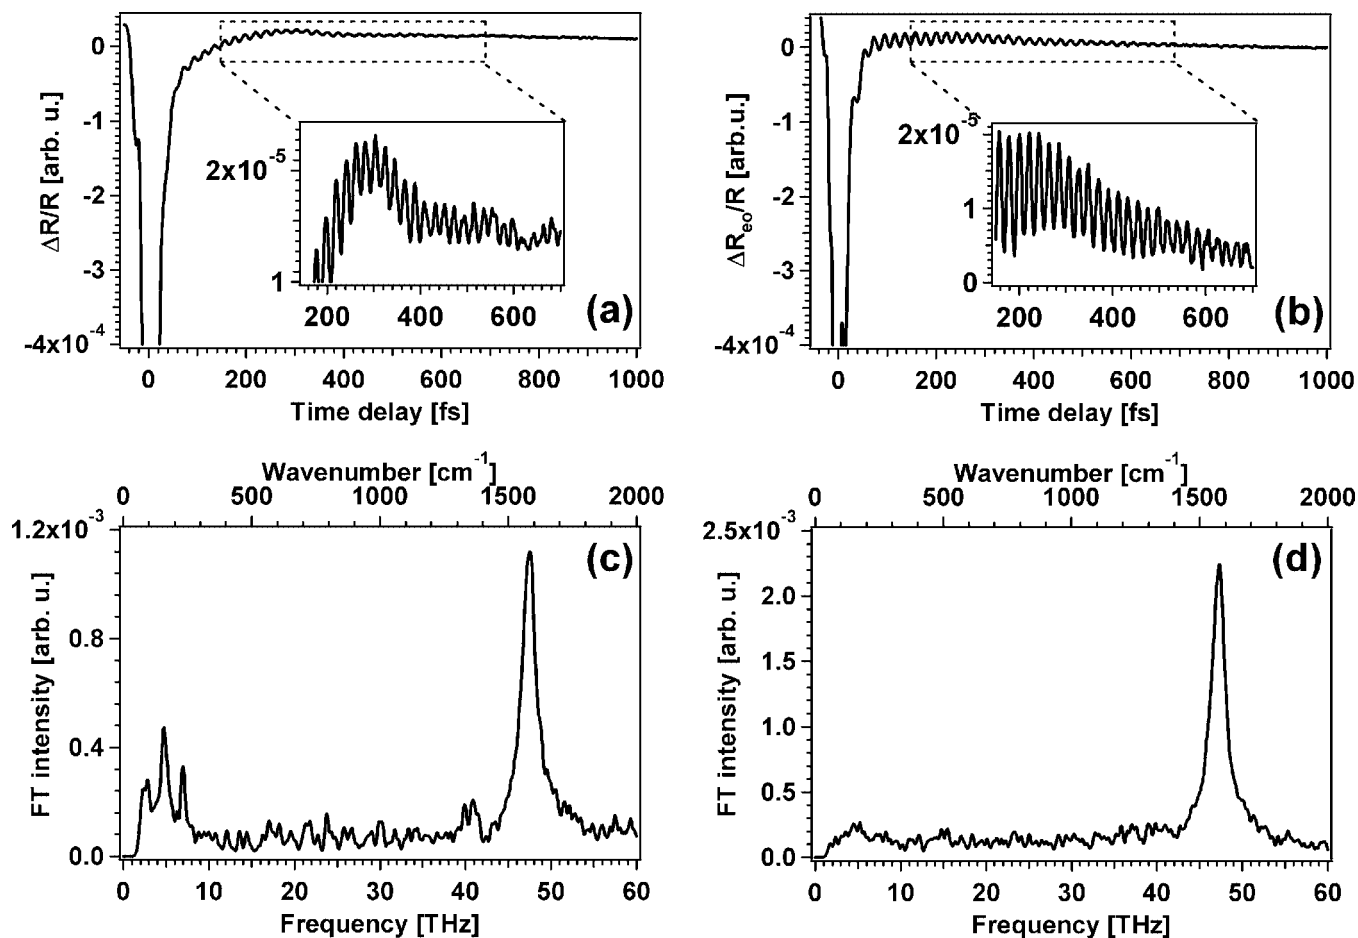 (a)
0
-1
-2
-3
-4x10⁻⁴
ΔR/R [arb. u.]
2x10⁻⁵
1
200 400 600
0 200 400 600 800 1000
Time delay [fs]
(b)
0
-1
-2
-3
-4x10⁻⁴
ΔR_eo/R [arb.u.]
2x10⁻⁵
1
0
200 400 600
0 200 400 600 800 1000
Time delay [fs]
Wavenumber [cm⁻¹]
0 500 1000 1500 2000
(c)
1.2x10⁻³
0.8
0.4
0.0
FT intensity [arb. u.]
0 10 20 30 40 50 60
Frequency [THz]
Wavenumber [cm⁻¹]
0 500 1000 1500 2000
(d)
2.5x10⁻³
2.0
1.5
1.0
0.5
0.0
FT intensity [arb. u.]
0 10 20 30 40 50 60
Frequency [THz]